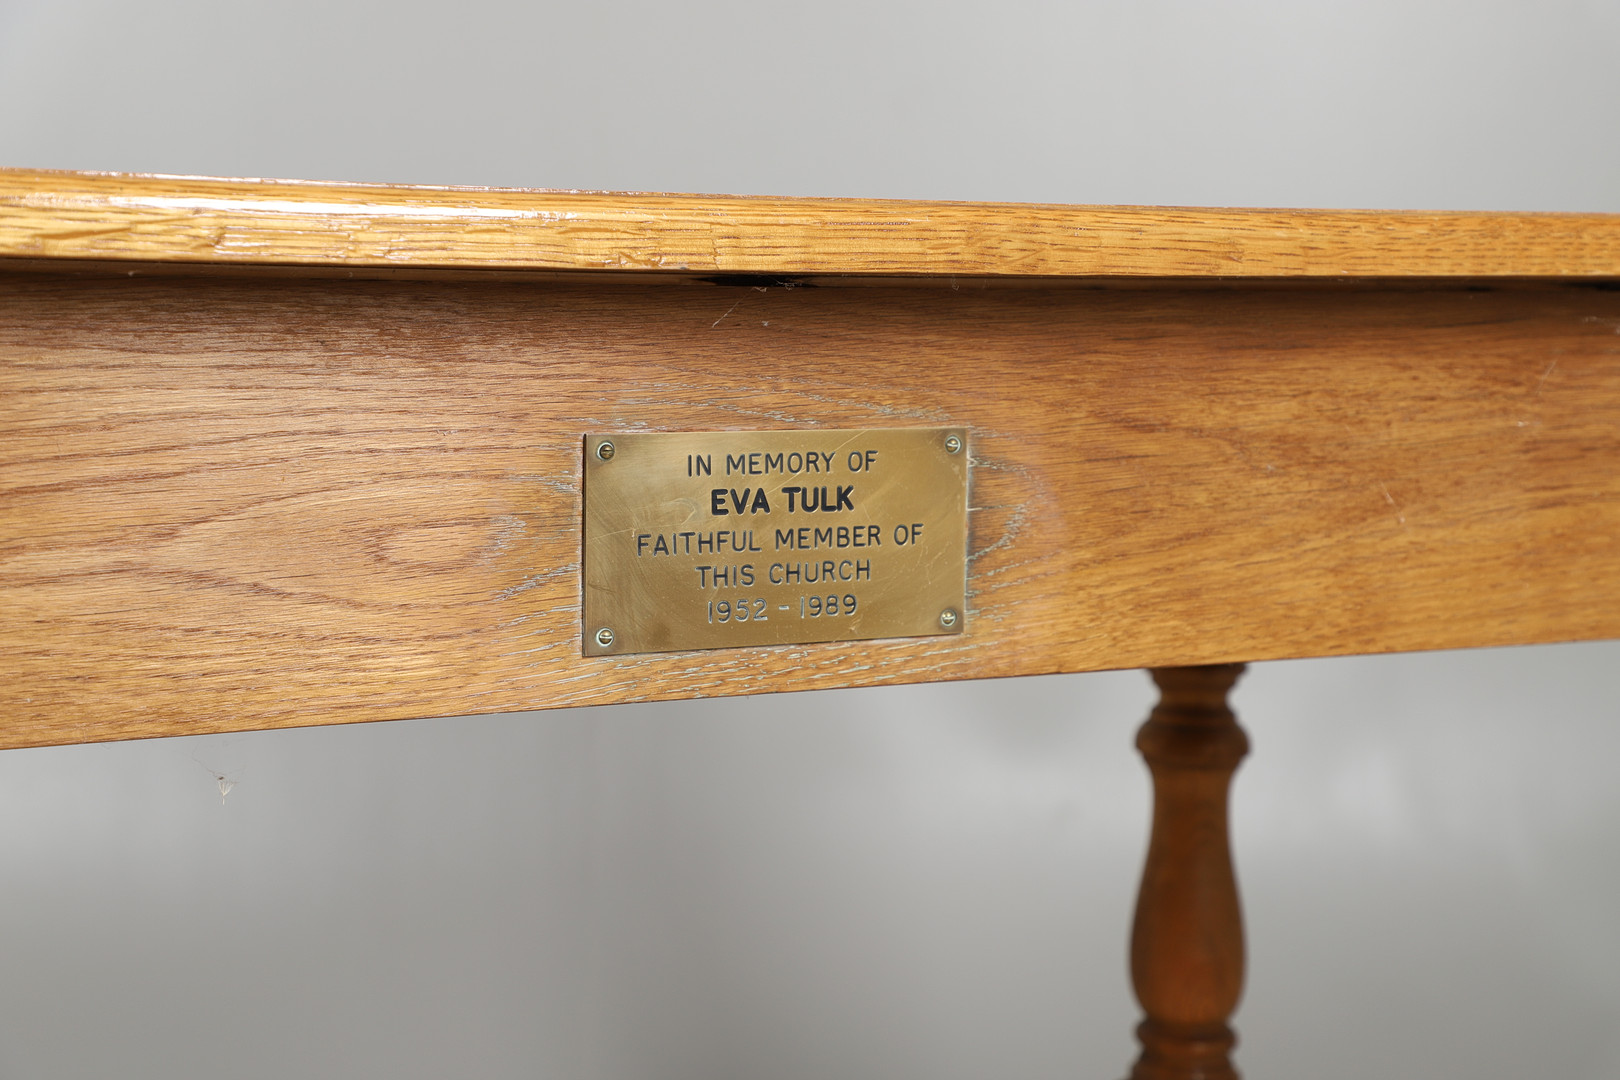 IN MEMORY OF
EVA TULK
FAITHFUL MEMBER OF
THIS CHURCH
1952 - 1989